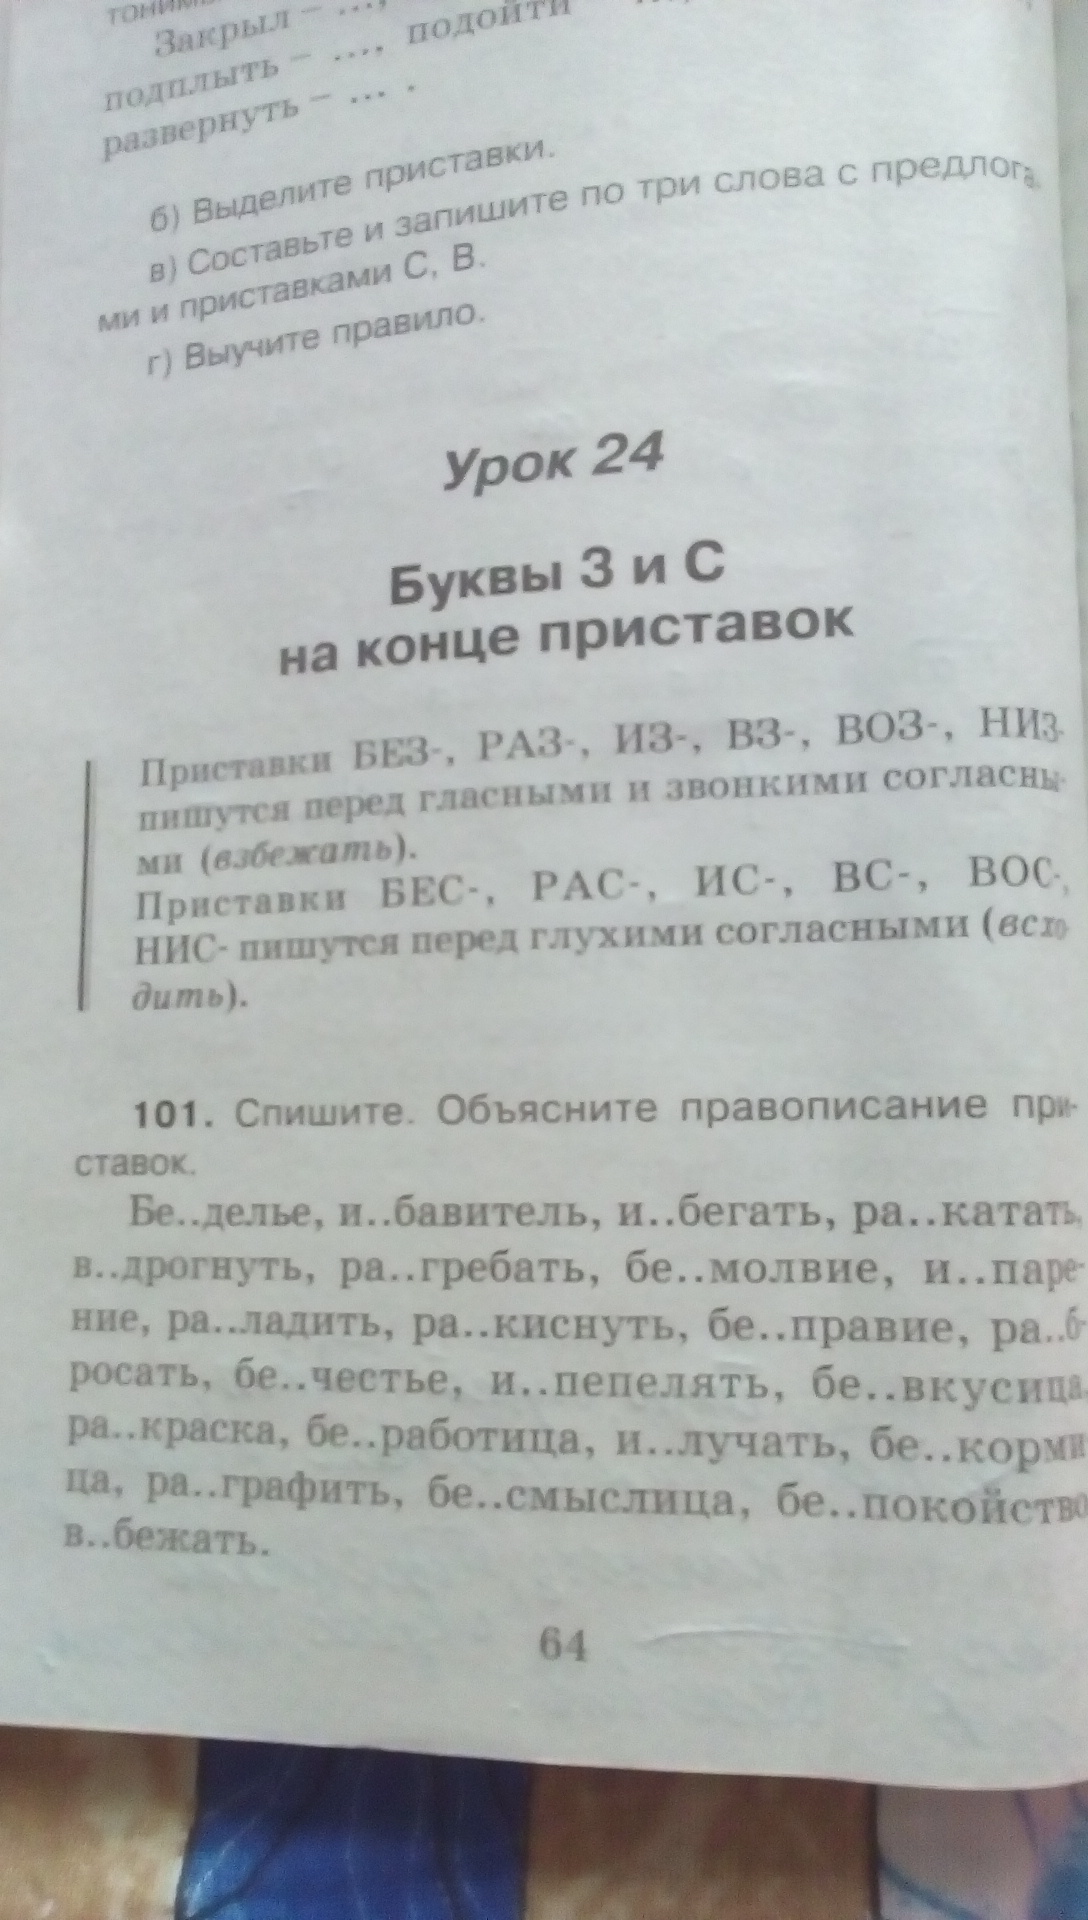 Закрыл – ...,
подплыть – ..., подойти
развернуть – ... .
б) Выделите приставки.
в) Составьте и запишите по три слова с предлога
ми и приставками С, В.
г) Выучите правило.
Урок 24
Буквы З и С
на конце приставок
Приставки БЕЗ-, РАЗ-, ИЗ-, ВЗ-, ВОЗ-, НИЗ-
пишутся перед гласными и звонкими согласны-
ми (взбежать).
Приставки БЕС-, РАС-, ИС-, ВС-, ВОС-,
НИС- пишутся перед глухими согласными (всхо
дить).
101. Спишите. Объясните правописание при-
ставок.
Бе..делье, и..бавитель, и..бегать, ра..катать,
в..дрогнуть, ра..гребать, бе..молвие, и..паре-
ние, ра..ладить, ра..киснуть, бе..правие, ра..б-
росать, бе..честье, и..пепелять, бе..вкусица,
ра..краска, бе..работица, и..лучать, бе..корми
ца, ра..графить, бе..смыслица, бе..покойство
в..бежать.
64